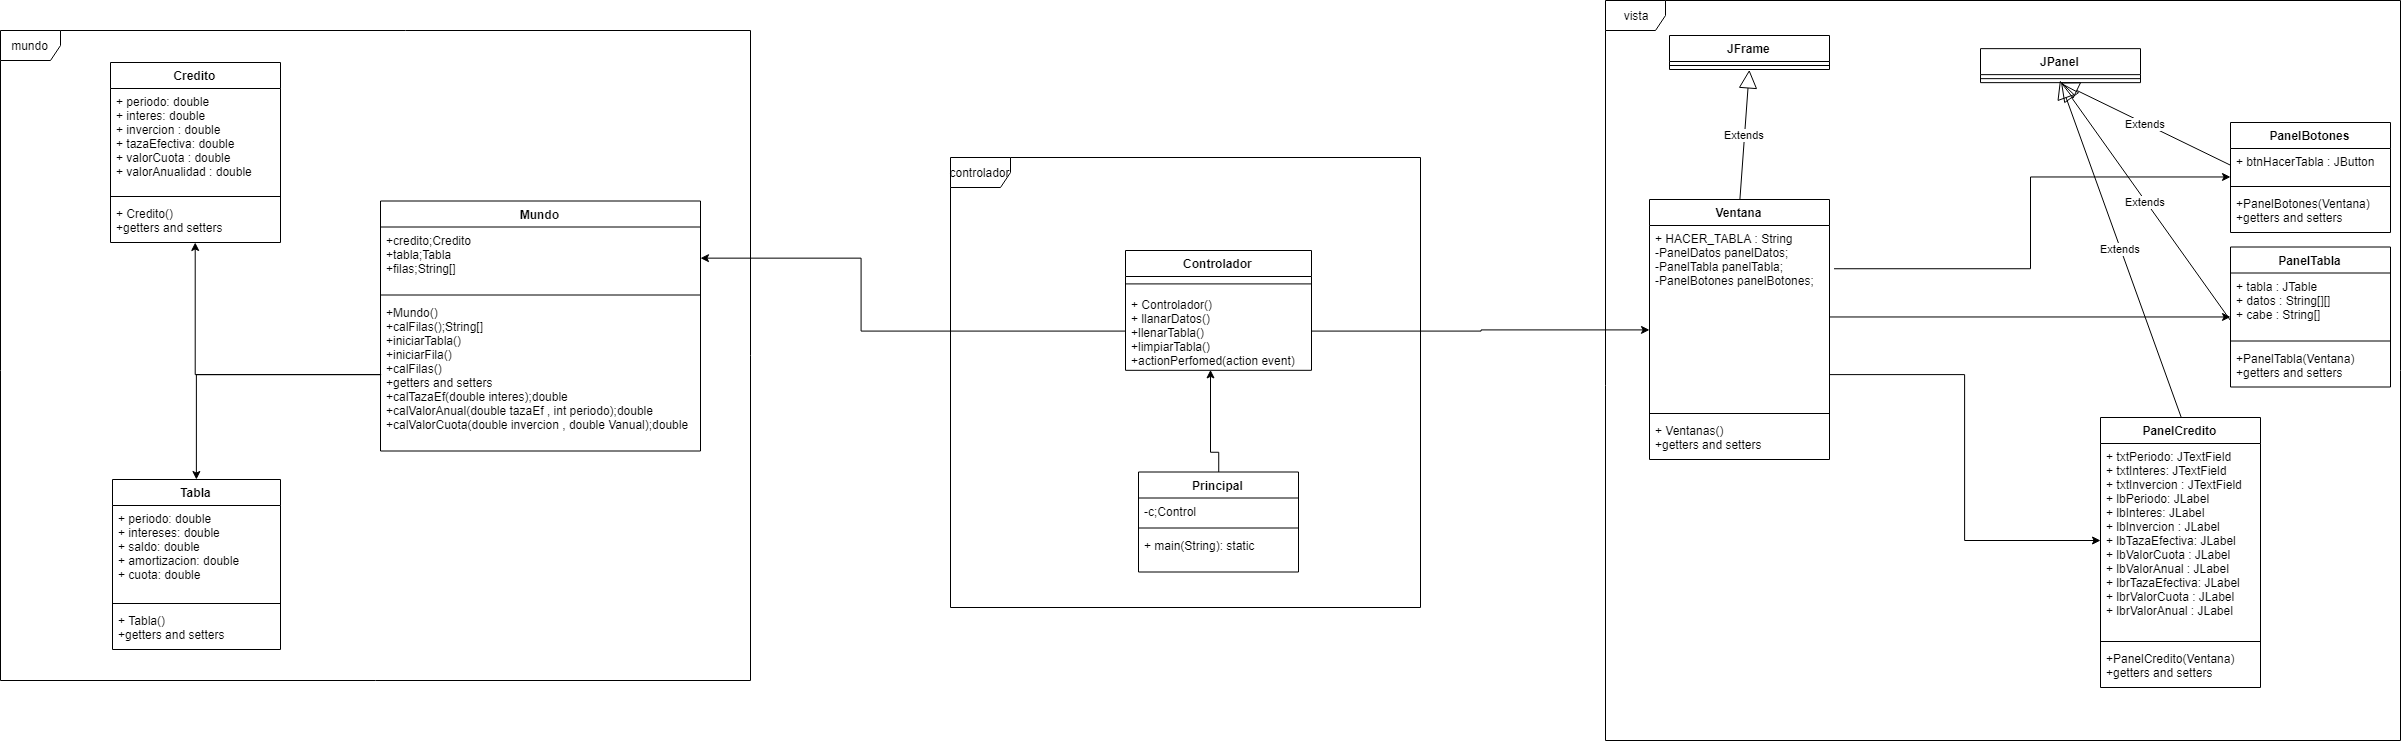 mundo
Credito
+ periodo: double
+ interes: double
+ invercion : double
+ tazaEfectiva: double
+ valorCuota : double
+ valorAnualidad : double
+ Credito()
+getters and setters
Mundo
+credito;Credito
+tabla;Tabla
+filas;String[]
+Mundo()
+calFilas();String[]
+iniciarTabla()
+iniciarFila()
+calFilas()
+getters and setters
+calTazaEf(double interes);double
+calValorAnual(double tazaEf , int periodo);double
+calValorCuota(double invercion , double Vanual);double
Tabla
+ periodo: double
+ intereses: double
+ saldo: double
+ amortizacion: double
+ cuota: double
+ Tabla()
+getters and setters
controlador
Controlador
+ Controlador()
+ llanarDatos()
+llenarTabla()
+limpiarTabla()
+actionPerfomed(action event)
Principal
-c;Control
+ main(String): static
vista
JFrame
Extends
Ventana
+ HACER_TABLA : String
-PanelDatos panelDatos;
-PanelTabla panelTabla;
-PanelBotones panelBotones;
+ Ventanas()
+getters and setters
JPanel
Extends
Extends
Extends
PanelBotones
+ btnHacerTabla : JButton
+PanelBotones(Ventana)
+getters and setters
PanelTabla
+ tabla : JTable
+ datos : String[][]
+ cabe : String[]
+PanelTabla(Ventana)
+getters and setters
PanelCredito
+ txtPeriodo: JTextField
+ txtInteres: JTextField
+ txtInvercion : JTextField
+ lbPeriodo: JLabel
+ lbInteres: JLabel
+ lbInvercion : JLabel
+ lbTazaEfectiva: JLabel
+ lbValorCuota : JLabel
+ lbValorAnual : JLabel
+ lbrTazaEfectiva: JLabel
+ lbrValorCuota : JLabel
+ lbrValorAnual : JLabel
+PanelCredito(Ventana)
+getters and setters